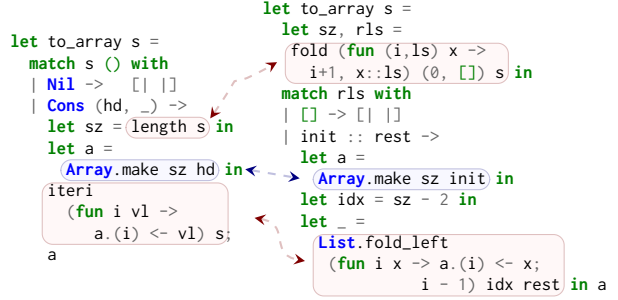 let to_array s =
  match s () with
  | Nil ->   [| |]
  | Cons (hd, _) ->
    let sz = length s in
    let a =
      Array.make sz hd in
    iteri
      (fun i vl ->
         a.(i) <- vl) s;
    a
let to_array s =
  let sz, rls =
    fold (fun (i,ls) x ->
      i+1, x::ls) (0, []) s in
  match rls with
  | [] -> [| |]
  | init :: rest ->
    let a =
      Array.make sz init in
    let idx = sz - 2 in
    let _ =
      List.fold_left
       (fun i x -> a.(i) <- x;
                 i - 1) idx rest in a